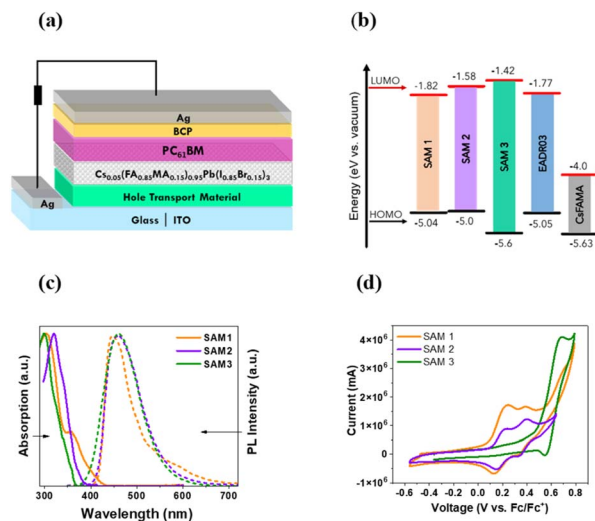 (a)
Ag
BCP
PC₆₁BM
Cs₀.₀₅(FA₀.₈₅MA₀.₁₅)₀.₉₅Pb(I₀.₈₅Br₀.₁₅)₃
Hole Transport Material
Ag
Glass | ITO
(b)
Energy (eV vs. vacuum)
LUMO
HOMO
-1.82
-1.58
-1.42
-1.77
-4.0
SAM 1
SAM 2
SAM 3
EADR03
CsFAMA
-5.04
-5.0
-5.6
-5.05
-5.63
(c)
Absorption (a.u.)
PL Intensity (a.u.)
SAM1
SAM2
SAM3
300 400 500 600 700
Wavelength (nm)
(d)
Current (mA)
4×10⁶
3×10⁶
2×10⁶
1×10⁶
0
-1×10⁶
SAM 1
SAM 2
SAM 3
-0.6 -0.4 -0.2 0.0 0.2 0.4 0.6 0.8
Voltage (V vs. Fc/Fc⁺)